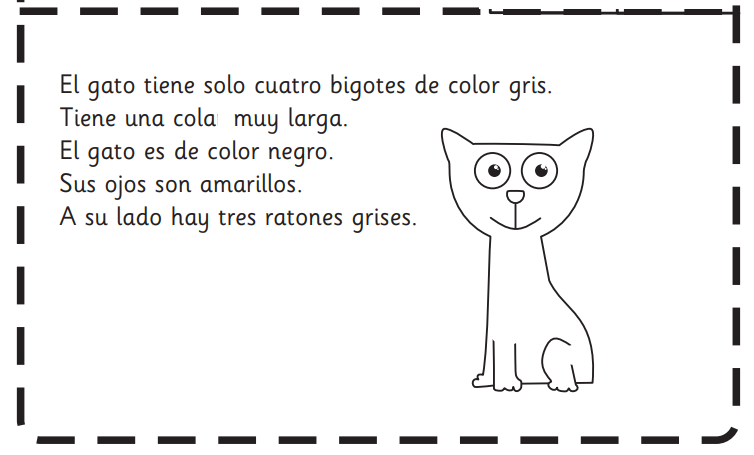 El gato tiene solo cuatro bigotes de color gris.
Tiene una cola muy larga.
El gato es de color negro.
Sus ojos son amarillos.
A su lado hay tres ratones grises.